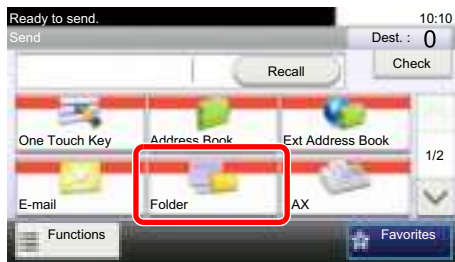 Ready to send. 10:10
Send Dest. : 0
Recall Check
One Touch Key Address Book Ext Address Book
1/2
E-mail Folder AX
Functions Favorites